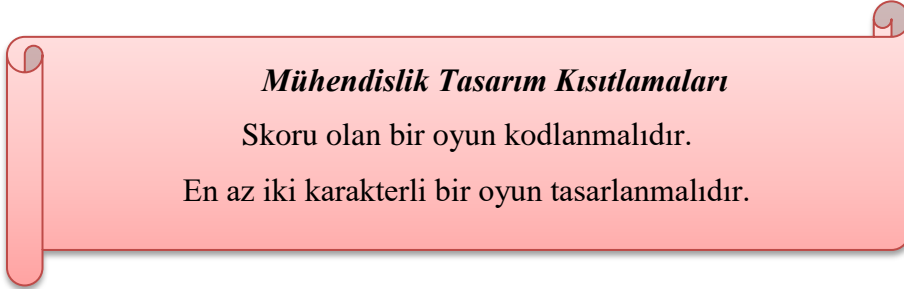 Mühendislik Tasarım Kısıtlamaları
Skoru olan bir oyun kodlanmalıdır.
En az iki karakterli bir oyun tasarlanmalıdır.